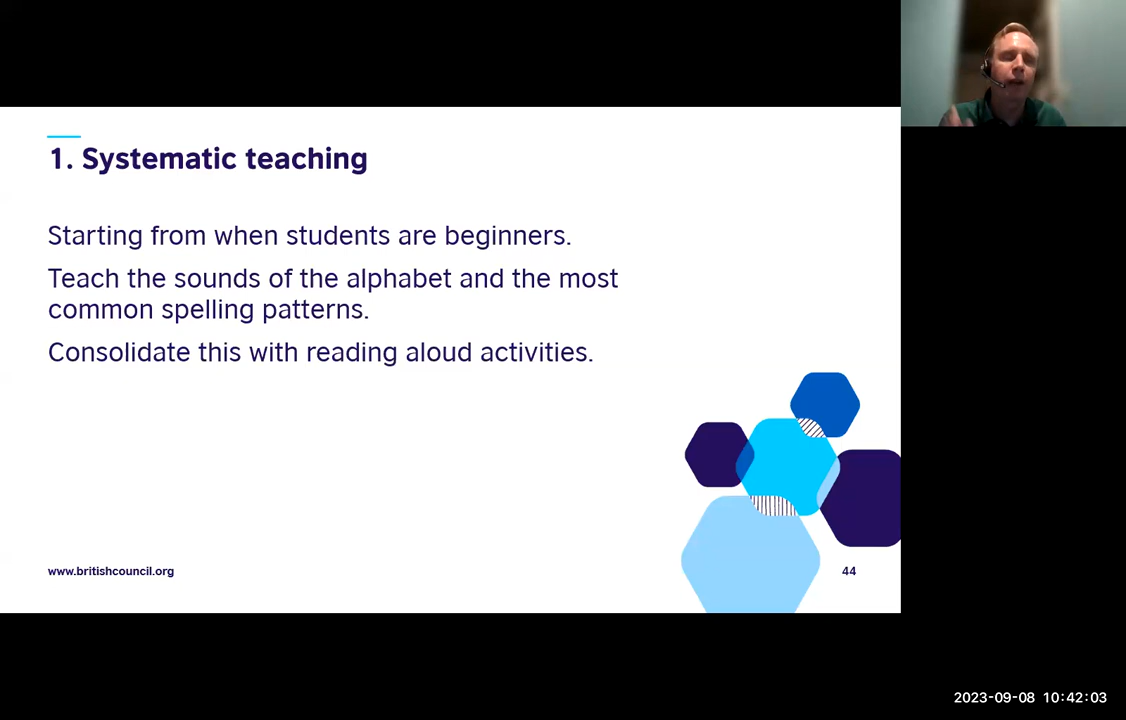 1. Systematic teaching
Starting from when students are beginners.
Teach the sounds of the alphabet and the most
common spelling patterns.
Consolidate this with reading aloud activities.
www.britishcouncil.org
44
2023-09-08 10:42:03